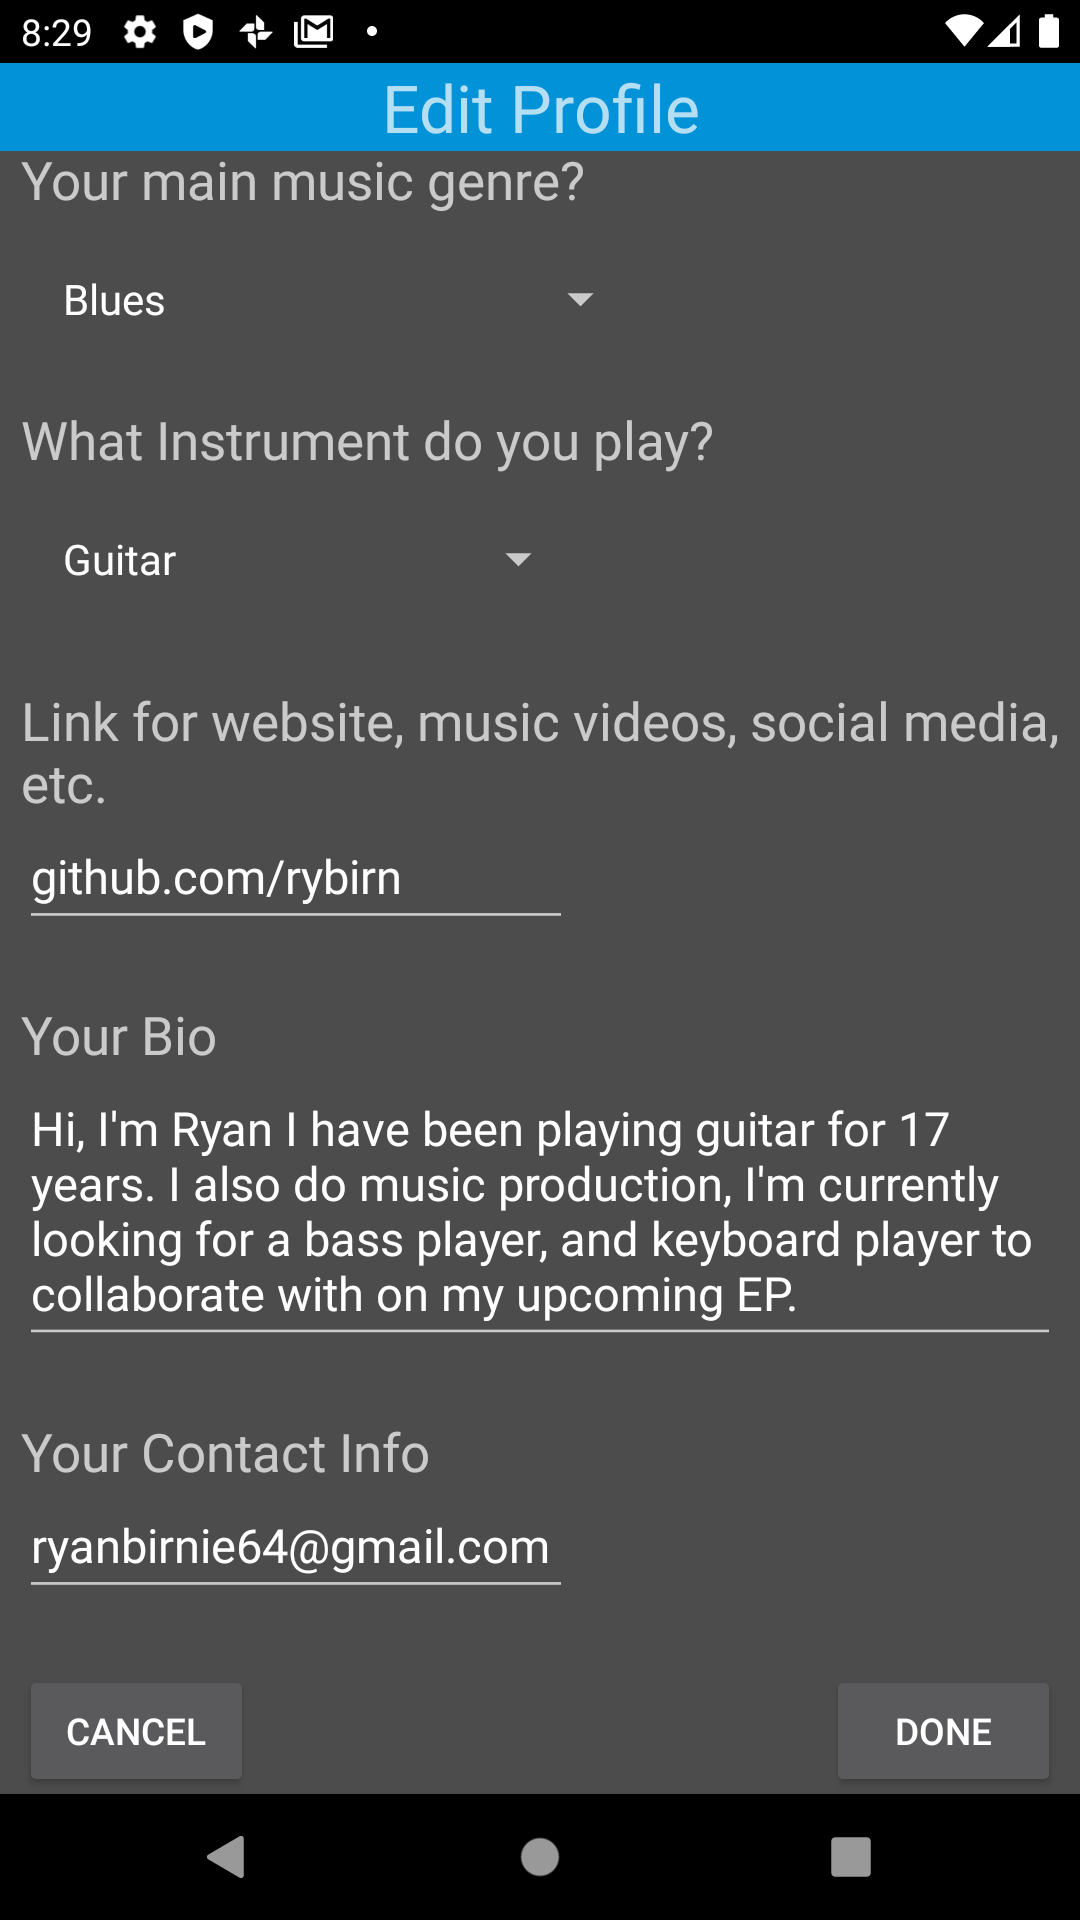 8:29
Edit Profile
Your main music genre?
Blues
What Instrument do you play?
Guitar
Link for website, music videos, social media,
etc.
github.com/rybirn
Your Bio
Hi, I'm Ryan I have been playing guitar for 17
years. I also do music production, I'm currently
looking for a bass player, and keyboard player to
collaborate with on my upcoming EP.
Your Contact Info
ryanbirnie64@gmail.com
CANCEL
DONE